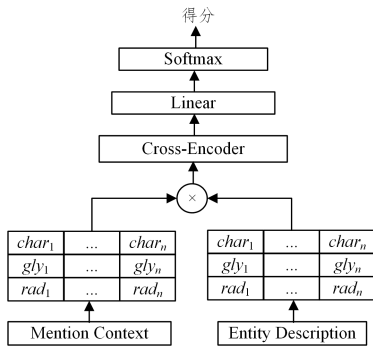 得分
Softmax
Linear
Cross-Encoder
×
char₁ ... charₙ
gly₁ ... glyₙ
rad₁ ... radₙ
char₁ ... charₙ
gly₁ ... glyₙ
rad₁ ... radₙ
Mention Context
Entity Description